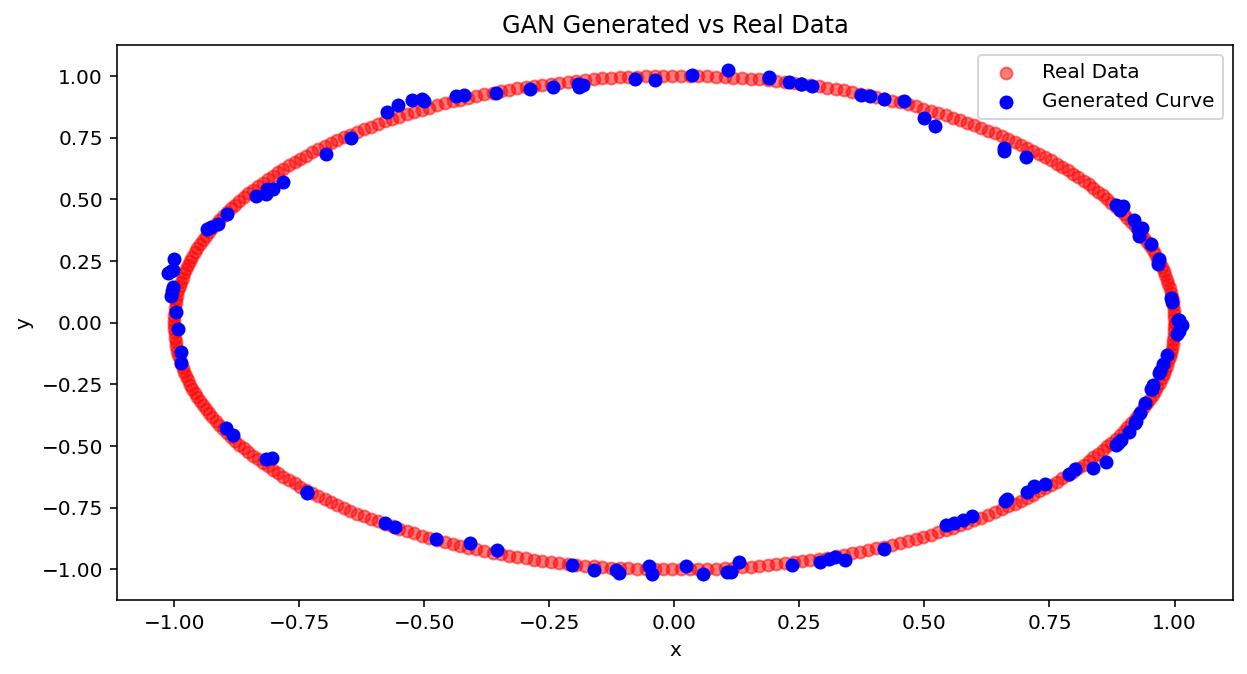 GAN Generated vs Real Data
Real Data
Generated Curve
1.00
0.75
0.50
0.25
0.00
−0.25
−0.50
−0.75
−1.00
y
−1.00 −0.75 −0.50 −0.25 0.00 0.25 0.50 0.75 1.00
x